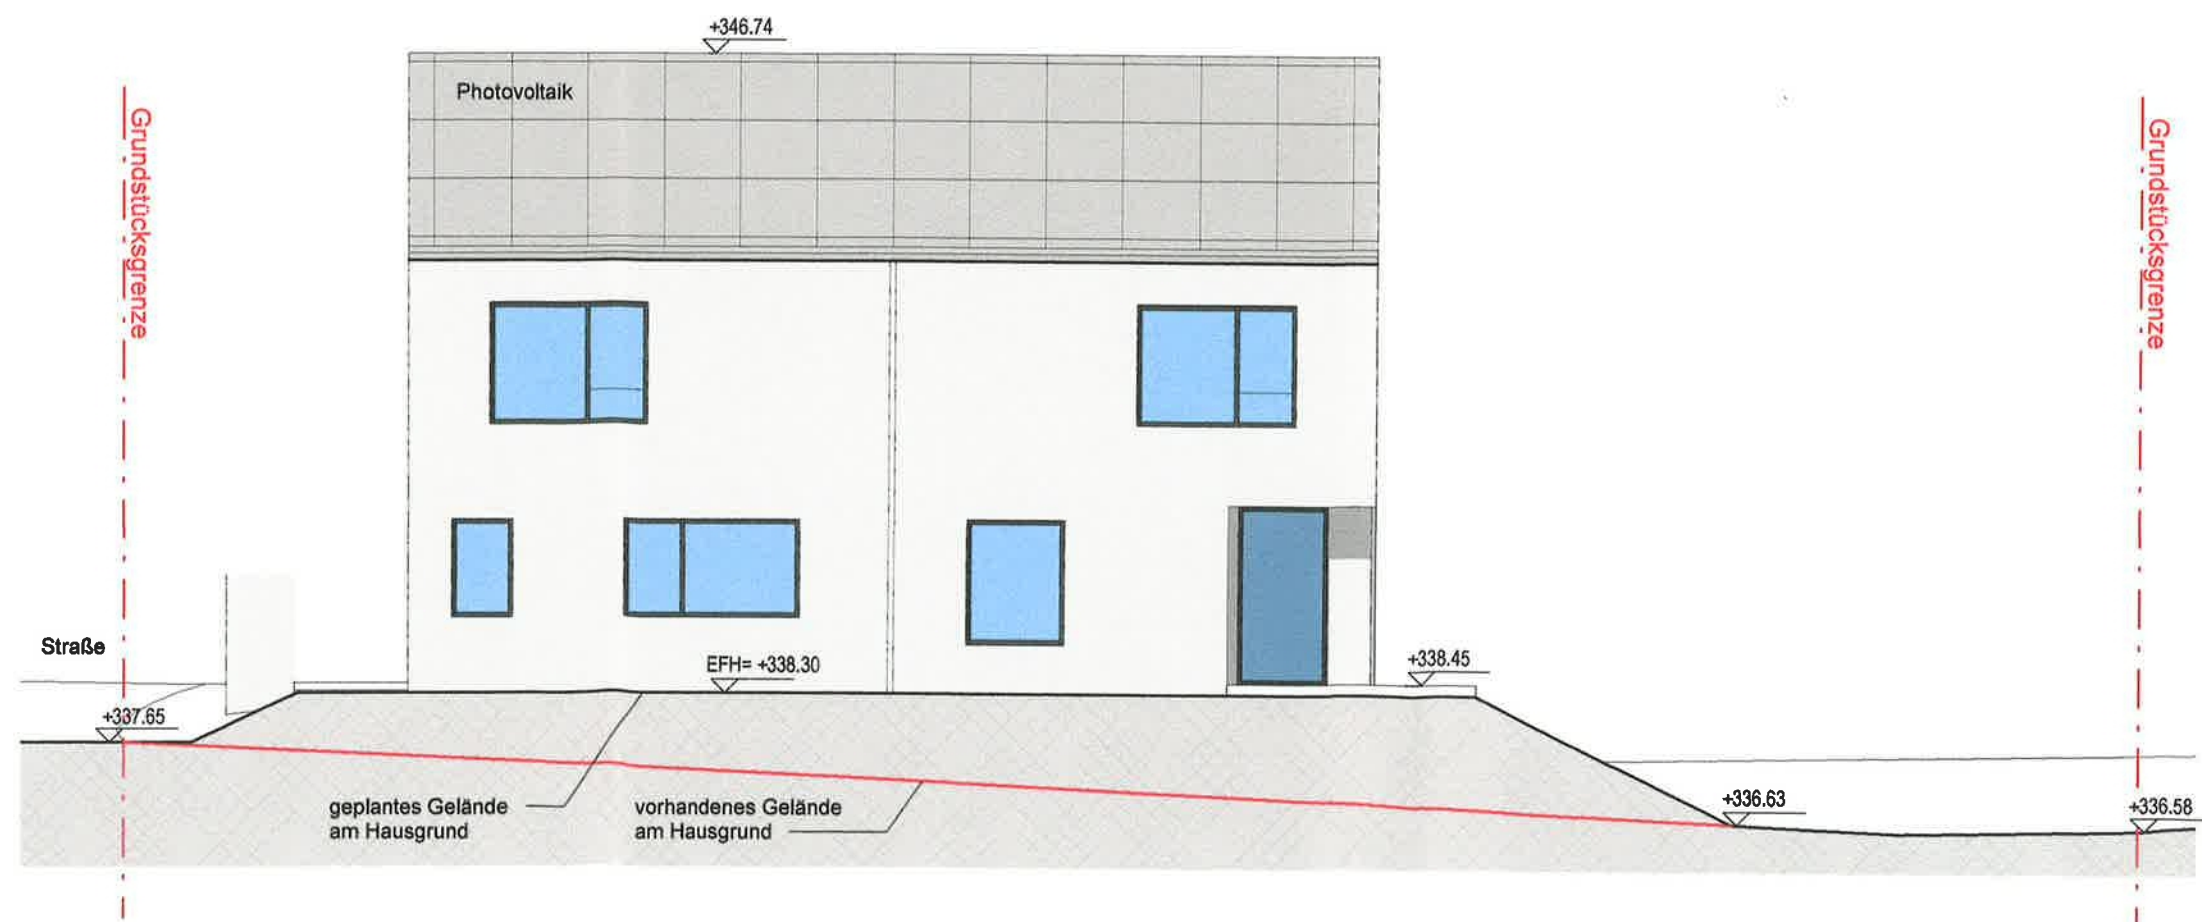 +346.74
Photovoltaik
Grundstücksgrenze
Grundstücksgrenze
Straße
EFH= +338.30
+338.45
+337.65
geplantes Gelände
am Hausgrund
vorhandenes Gelände
am Hausgrund
+336.63
+336.58